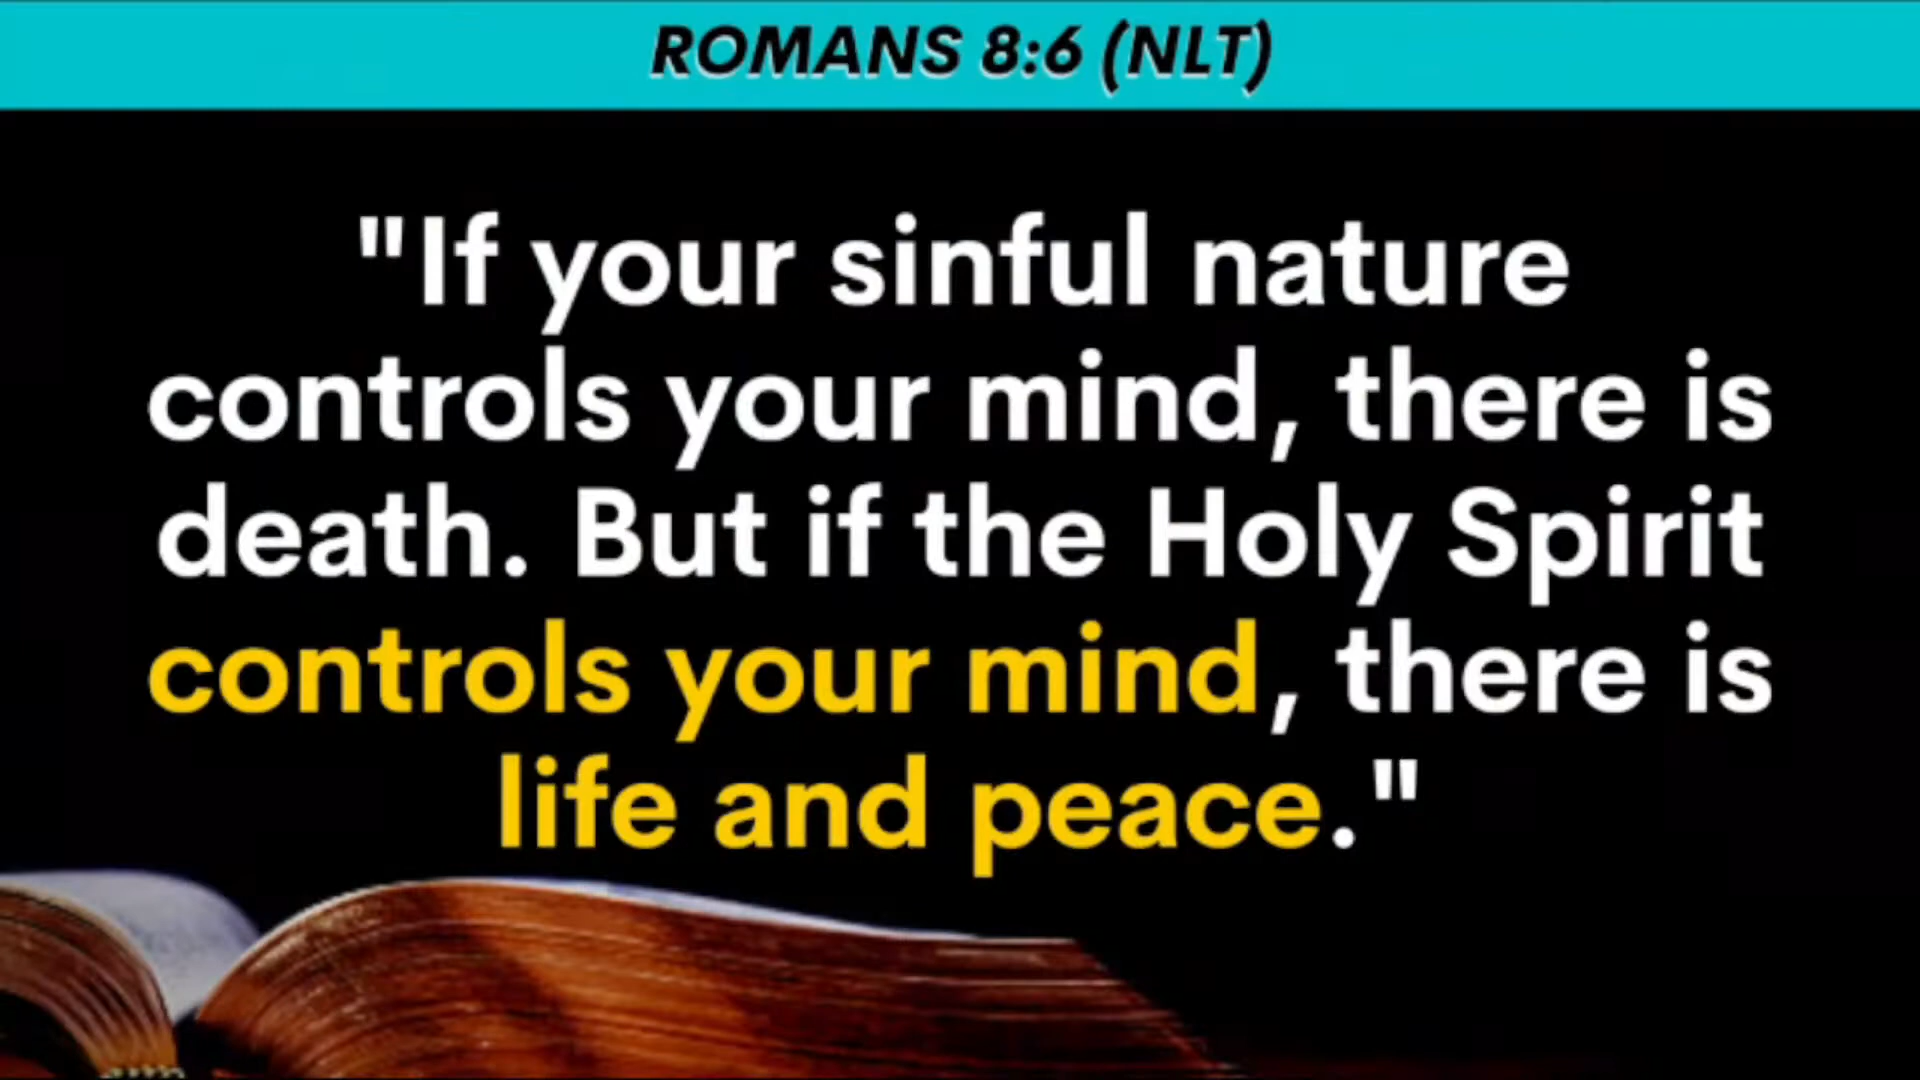 ROMANS 8:6 (NLT)
"If your sinful nature
controls your mind, there is
death. But if the Holy Spirit
controls your mind, there is
life and peace."